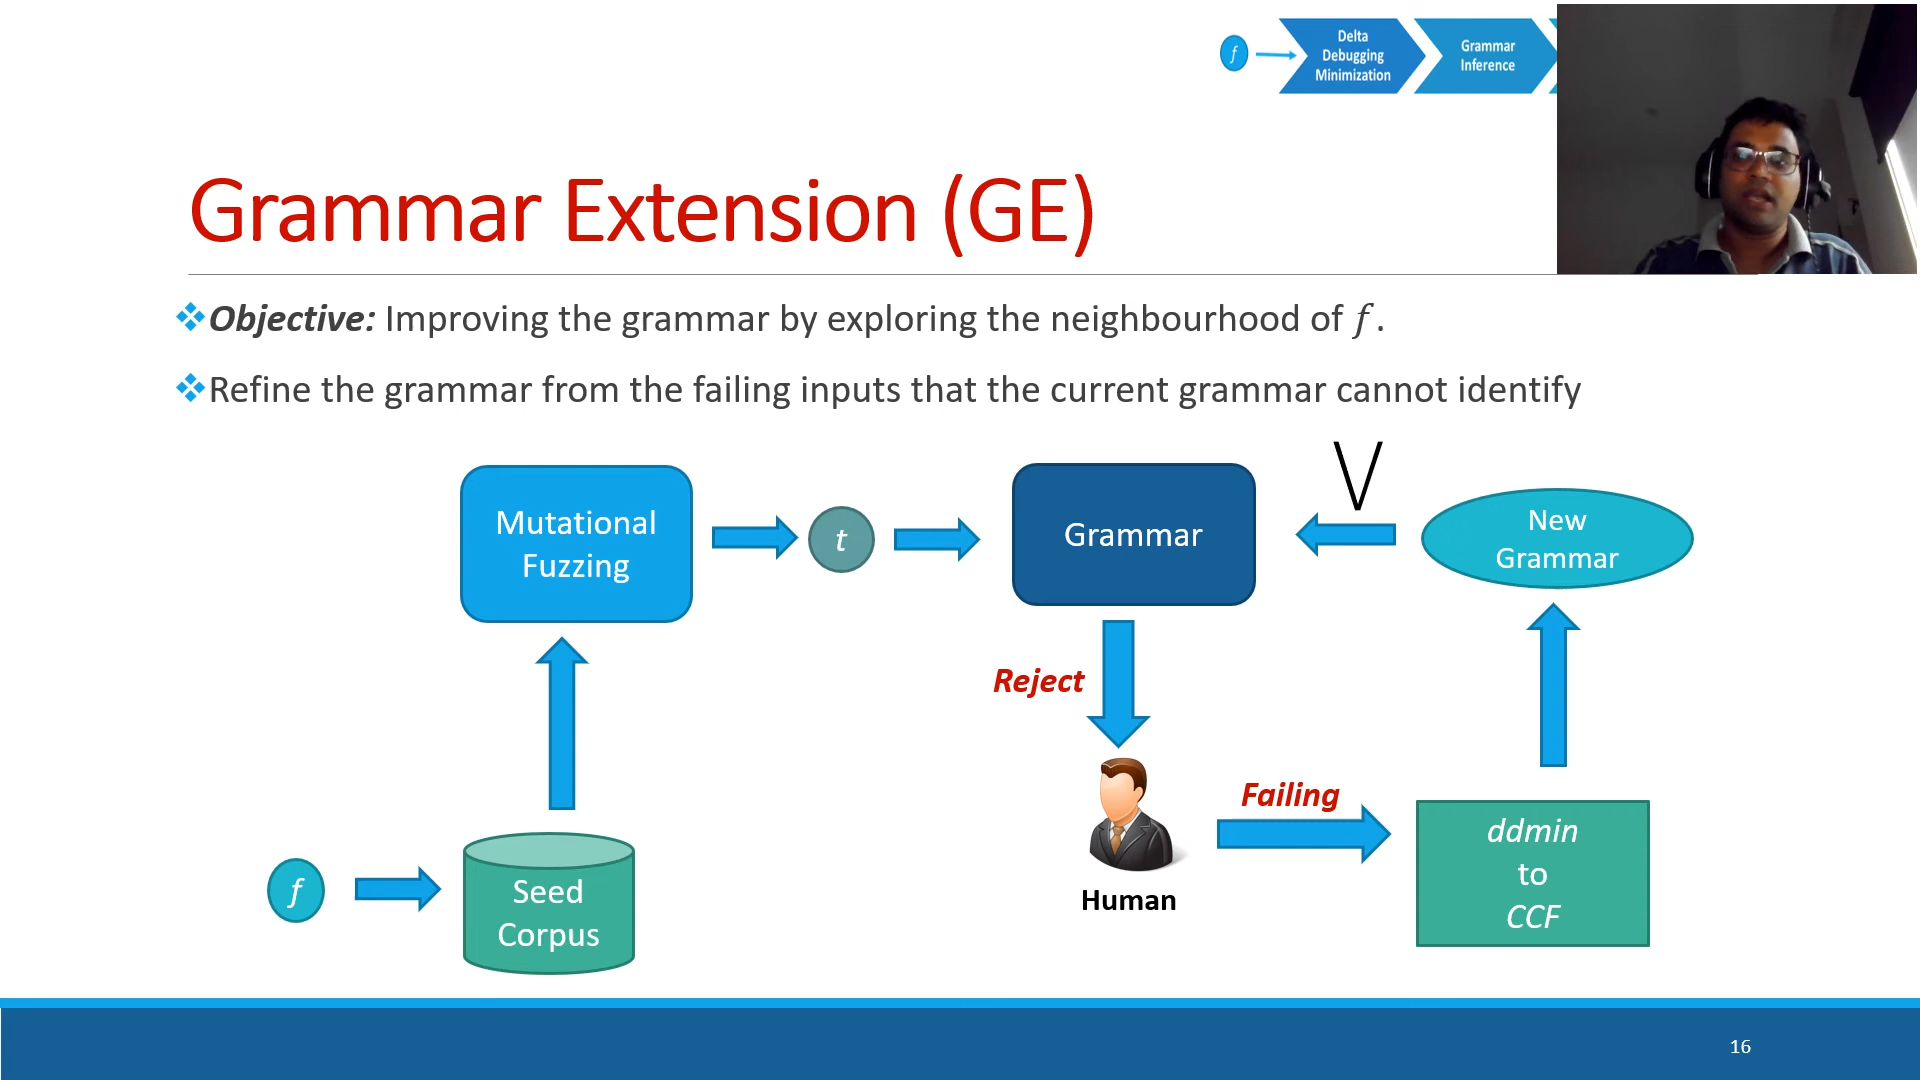 f
Delta
Debugging
Minimization
Grammar
Inference
Grammar Extension (GE)
❖Objective: Improving the grammar by exploring the neighbourhood of f.
❖Refine the grammar from the failing inputs that the current grammar cannot identify
Mutational
Fuzzing
t
Grammar
\/
New
Grammar
Reject
Human
Failing
ddmin
to
CCF
f
Seed
Corpus
16